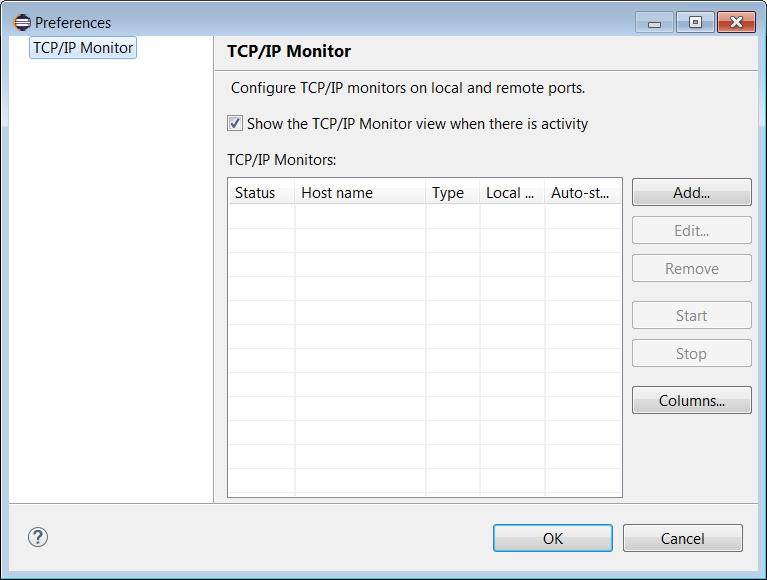 Preferences
TCP/IP Monitor
TCP/IP Monitor
Configure TCP/IP monitors on local and remote ports.
Show the TCP/IP Monitor view when there is activity
TCP/IP Monitors:
Status Host name Type Local ... Auto-st...
Add...
Edit...
Remove
Start
Stop
Columns...
?
OK Cancel